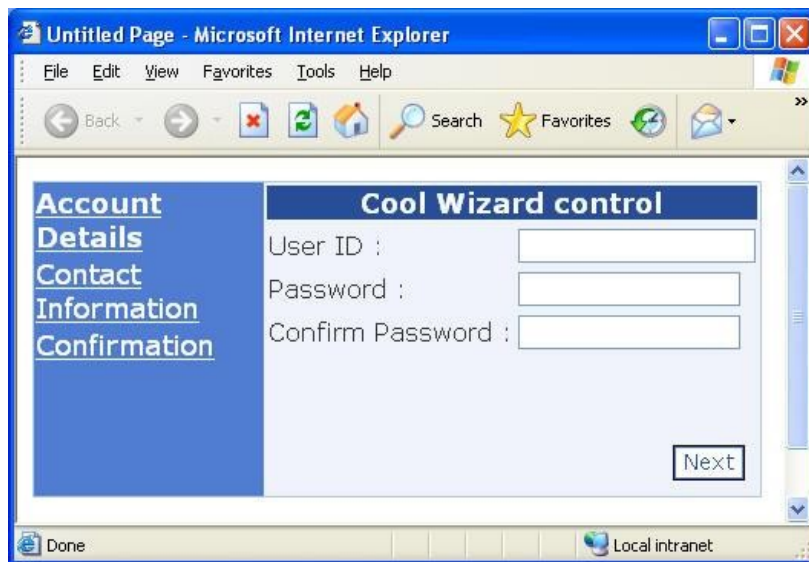 Untitled Page - Microsoft Internet Explorer
File Edit View Favorites Tools Help
Back Search Favorites »
Account
Details
Contact
Information
Confirmation
Cool Wizard control
User ID :
Password :
Confirm Password :
Next
Done Local intranet